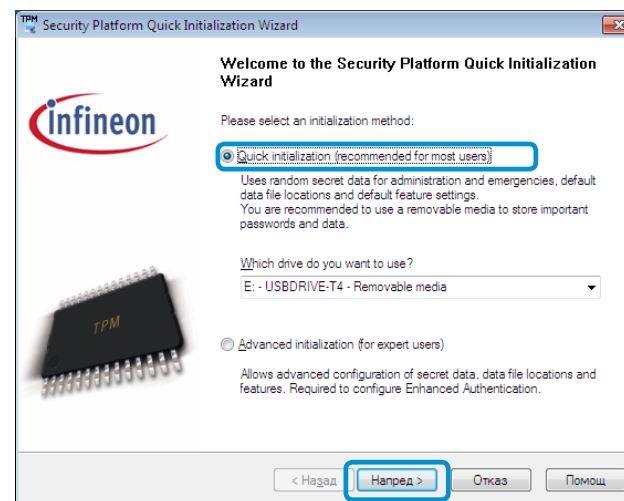 TPM Security Platform Quick Initialization Wizard
Welcome to the Security Platform Quick Initialization
Wizard
infineon
Please select an initialization method:
Quick initialization (recommended for most users)
Uses random secret data for administration and emergencies, default
data file locations and default feature settings.
You are recommended to use a removable media to store important
passwords and data.
Which drive do you want to use?
E: - USBDRIVE-T4 - Removable media
TPM
Advanced initialization (for expert users)
Allows advanced configuration of secret data, data file locations and
features. Required to configure Enhanced Authentication.
< Назад
Напред >
Отказ
Помощ